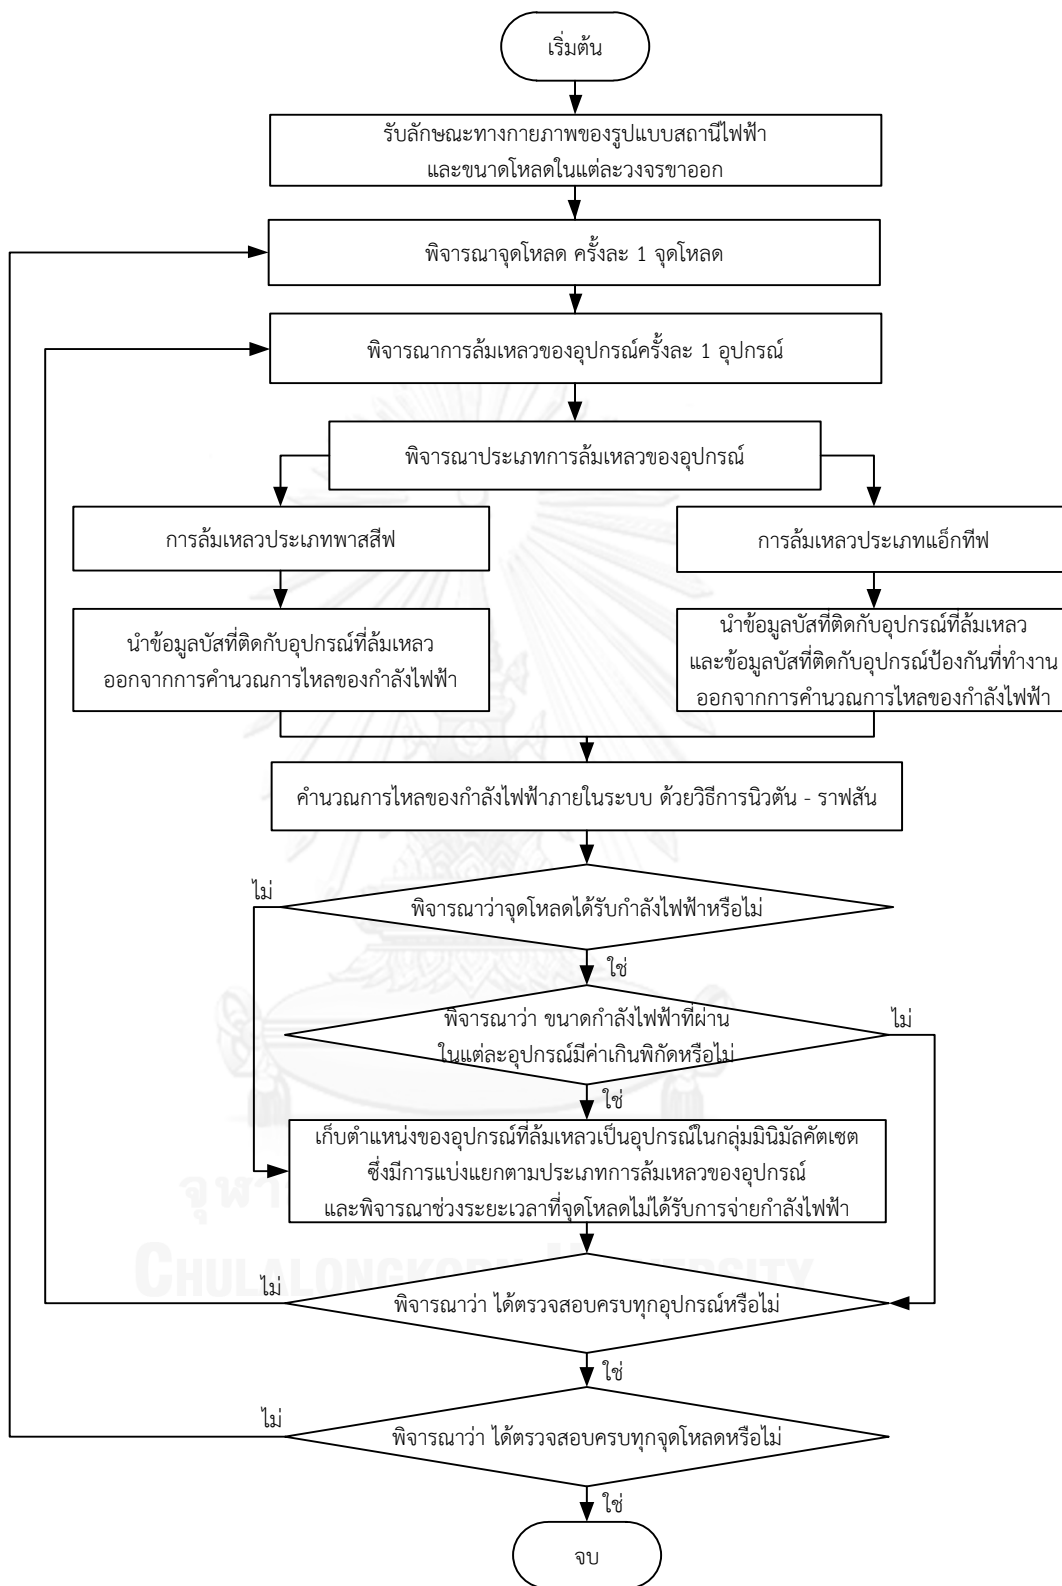 เริ่มต้น
รับลักษณะทางกายภาพของรูปแบบสถานีไฟฟ้า
และขนาดโหลดในแต่ละวงจรขาออก
พิจารณาจุดโหลด ครั้งละ 1 จุดโหลด
พิจารณาการล้มเหลวของอุปกรณ์ครั้งละ 1 อุปกรณ์
พิจารณาประเภทการล้มเหลวของอุปกรณ์
การล้มเหลวประเภทพาสสีฟ
การล้มเหลวประเภทแอ็กทีฟ
นำข้อมูลบัสที่ติดกับอุปกรณ์ที่ล้มเหลว
ออกจากการคำนวณการไหลของกำลังไฟฟ้า
นำข้อมูลบัสที่ติดกับอุปกรณ์ที่ล้มเหลว
และข้อมูลบัสที่ติดกับอุปกรณ์ป้องกันที่ทำงาน
ออกจากการคำนวณการไหลของกำลังไฟฟ้า
คำนวณการไหลของกำลังไฟฟ้าภายในระบบ ด้วยวิธีการนิวตัน - ราฟสัน
ไม่
พิจารณาว่าจุดโหลดได้รับกำลังไฟฟ้าหรือไม่
ใช่
พิจารณาว่า ขนาดกำลังไฟฟ้าที่ผ่าน
ในแต่ละอุปกรณ์มีค่าเกินพิกัดหรือไม่
ไม่
ใช่
เก็บตำแหน่งของอุปกรณ์ที่ล้มเหลวเป็นอุปกรณ์ในกลุ่มมินิมัลคัตเซต
ซึ่งมีการแบ่งแยกตามประเภทการล้มเหลวของอุปกรณ์
และพิจารณาช่วงระยะเวลาที่จุดโหลดไม่ได้รับการจ่ายกำลังไฟฟ้า
CHULALONGKORN UNIVERSITY
ไม่
พิจารณาว่า ได้ตรวจสอบครบทุกอุปกรณ์หรือไม่
ใช่
ไม่
พิจารณาว่า ได้ตรวจสอบครบทุกจุดโหลดหรือไม่
ใช่
จบ